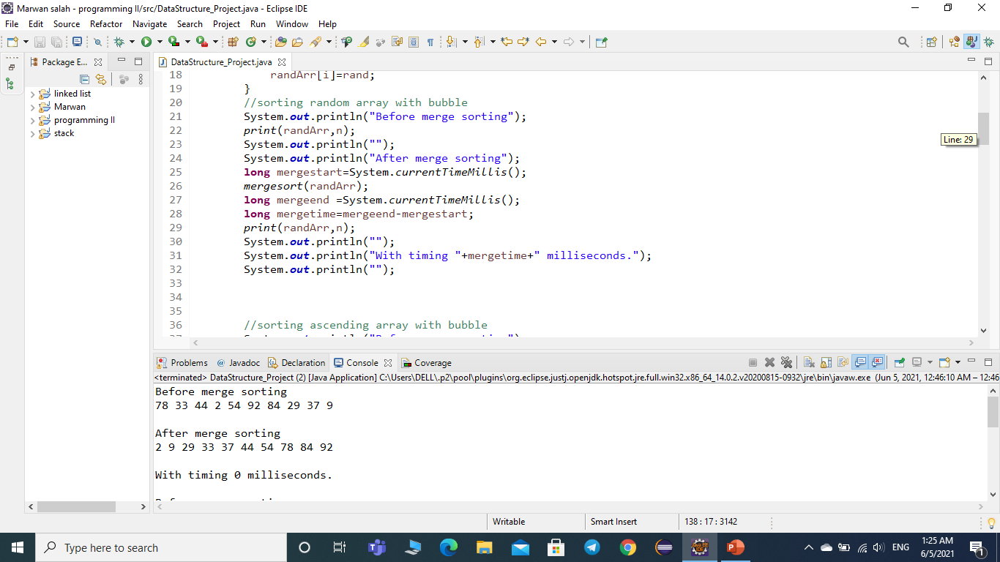 Marwan salah - programming II/src/DataStructure_Project.java - Eclipse IDE
File Edit Source Refactor Navigate Search Project Run Window Help
Package E...
DataStructure_Project.java
linked list
Marwan
programming II
stack
18 randArr[i]=rand;
19 }
20 //sorting random array with bubble
21 System.out.println("Before merge sorting");
22 print(randArr,n);
23 System.out.println("");
24 System.out.println("After merge sorting");
25 long mergestart=System.currentTimeMillis();
26 mergesort(randArr);
27 long mergeend =System.currentTimeMillis();
28 long mergetime=mergeend-mergestart;
29 print(randArr,n);
30 System.out.println("");
31 System.out.println("With timing "+mergetime+" milliseconds.");
32 System.out.println("");
33
34
35
36 //sorting ascending array with bubble
Line: 29
Problems @ Javadoc Declaration Console Coverage
<terminated> DataStructure_Project (2) [Java Application] C:\Users\DELL\.p2\pool\plugins\org.eclipse.justj.openjdk.hotspot.jre.full.win32.x86_64_14.0.2.v20200815-0932\jre\bin\javaw.exe (Jun 5, 2021, 12:46:10 AM – 12:46
Before merge sorting
78 33 44 2 54 92 84 29 37 9
After merge sorting
2 9 29 33 37 44 54 78 84 92
With timing 0 milliseconds.
Writable Smart Insert 138 : 17 : 3142
Type here to search
ENG
1:25 AM
6/5/2021
1